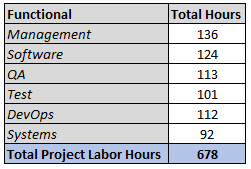 Functional Total Hours
Management 136
Software 124
QA 113
Test 101
DevOps 112
Systems 92
Total Project Labor Hours 678